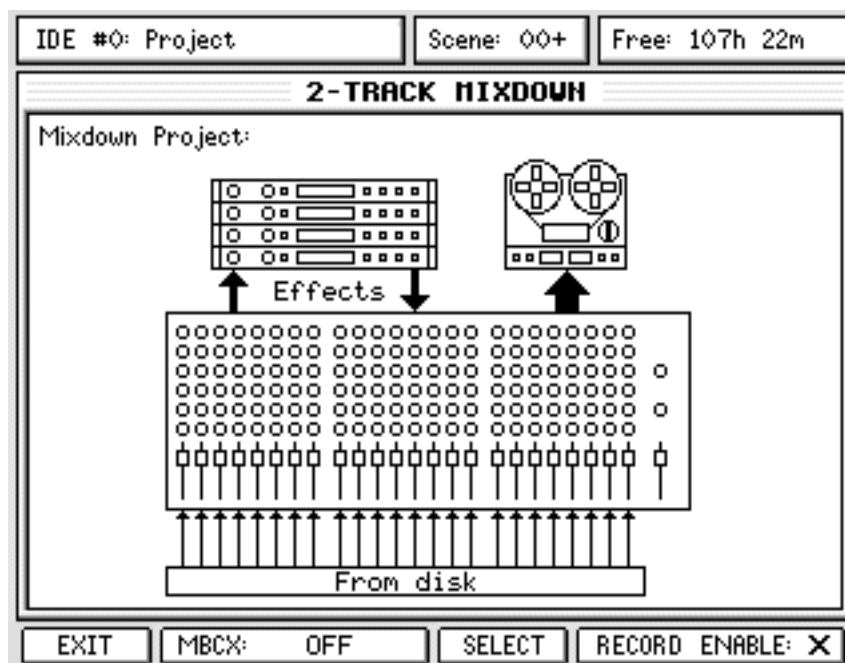 IDE #0: Project
Scene: 00+
Free: 107h 22m
2-TRACK MIXDOWN
Mixdown Project:
Effects
From disk
EXIT
MBCX: OFF
SELECT
RECORD ENABLE: X